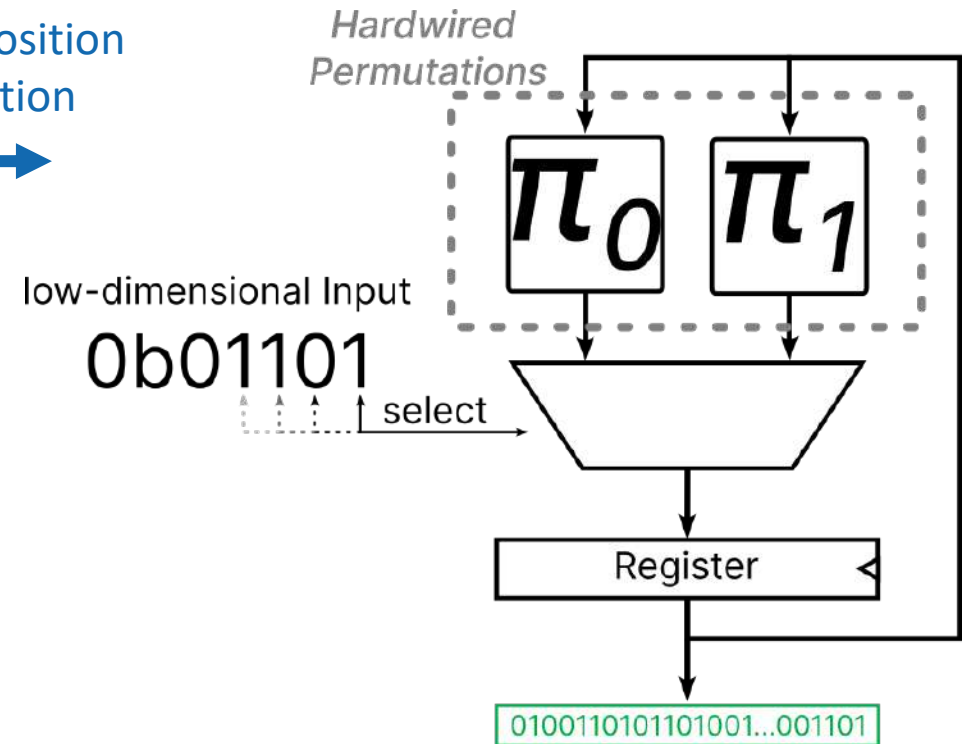 osition
tion
Hardwired
Permutations
π0
π1
low-dimensional Input
0b01101
select
Register
0100110101101001...001101